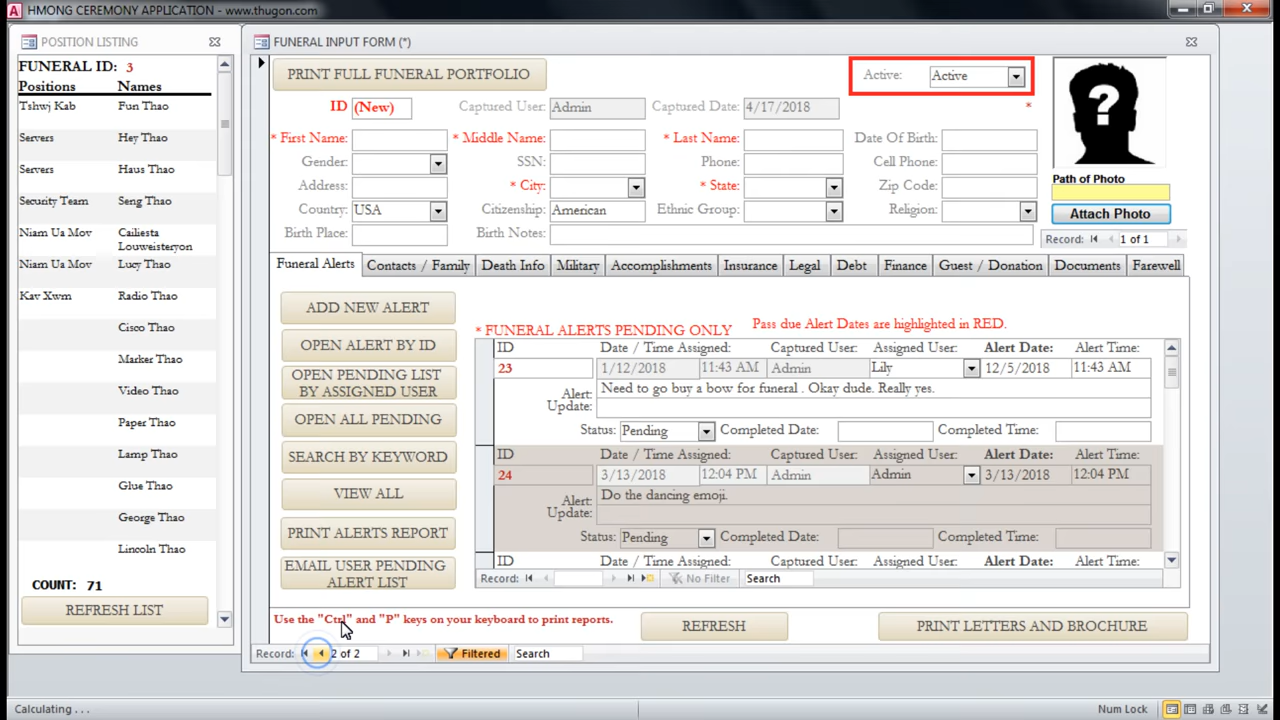 HMONG CEREMONY APPLICATION - www.thugon.com
POSITION LISTING
FUNERAL ID: 3
Positions Names
Tshwj Kab Fun Thao
Servers Hey Thao
Servers Haus Thao
Security Team Seng Thao
Niam Ua Mov Cailiesta
Louweisteryon
Niam Ua Mov Lucy Thao
Kav Xwm Radio Thao
Cisco Thao
Marker Thao
Video Thao
Paper Thao
Lamp Thao
Glue Thao
George Thao
Lincoln Thao
COUNT: 71
REFRESH LIST
FUNERAL INPUT FORM (*)
PRINT FULL FUNERAL PORTFOLIO
Active: Active
ID (New) Captured User: Admin Captured Date: 4/17/2018 *
* First Name: * Middle Name: * Last Name: Date Of Birth:
Gender: SSN: Phone: Cell Phone:
Address: * City: * State: Zip Code:
Country: USA Citizenship: American Ethnic Group: Religion:
Birth Place: Birth Notes:
?
Path of Photo
Attach Photo
Record: 1 of 1
Funeral Alerts Contacts / Family Death Info Military Accomplishments Insurance Legal Debt Finance Guest / Donation Documents Farewell
ADD NEW ALERT
OPEN ALERT BY ID
OPEN PENDING LIST
BY ASSIGNED USER
OPEN ALL PENDING
SEARCH BY KEYWORD
VIEW ALL
PRINT ALERTS REPORT
EMAIL USER PENDING
ALERT LIST
* FUNERAL ALERTS PENDING ONLY Pass due Alert Dates are highlighted in RED.
ID Date / Time Assigned: Captured User: Assigned User: Alert Date: Alert Time:
23 1/12/2018 11:43 AM Admin Lily 12/5/2018 11:43 AM
Alert: Need to go buy a bow for funeral . Okay dude. Really yes.
Update:
Status: Pending Completed Date: Completed Time:
ID Date / Time Assigned: Captured User: Assigned User: Alert Date: Alert Time:
24 3/13/2018 12:04 PM Admin Admin 3/13/2018 12:04 PM
Alert: Do the dancing emoji.
Update:
Status: Pending Completed Date: Completed Time:
ID Date / Time Assigned: Captured User: Assigned User: Alert Date: Alert Time:
Record: No Filter Search
Use the "Ctrl" and "P" keys on your keyboard to print reports.
REFRESH
PRINT LETTERS AND BROCHURE
Record: 2 of 2 Filtered Search
Calculating . . .
Num Lock